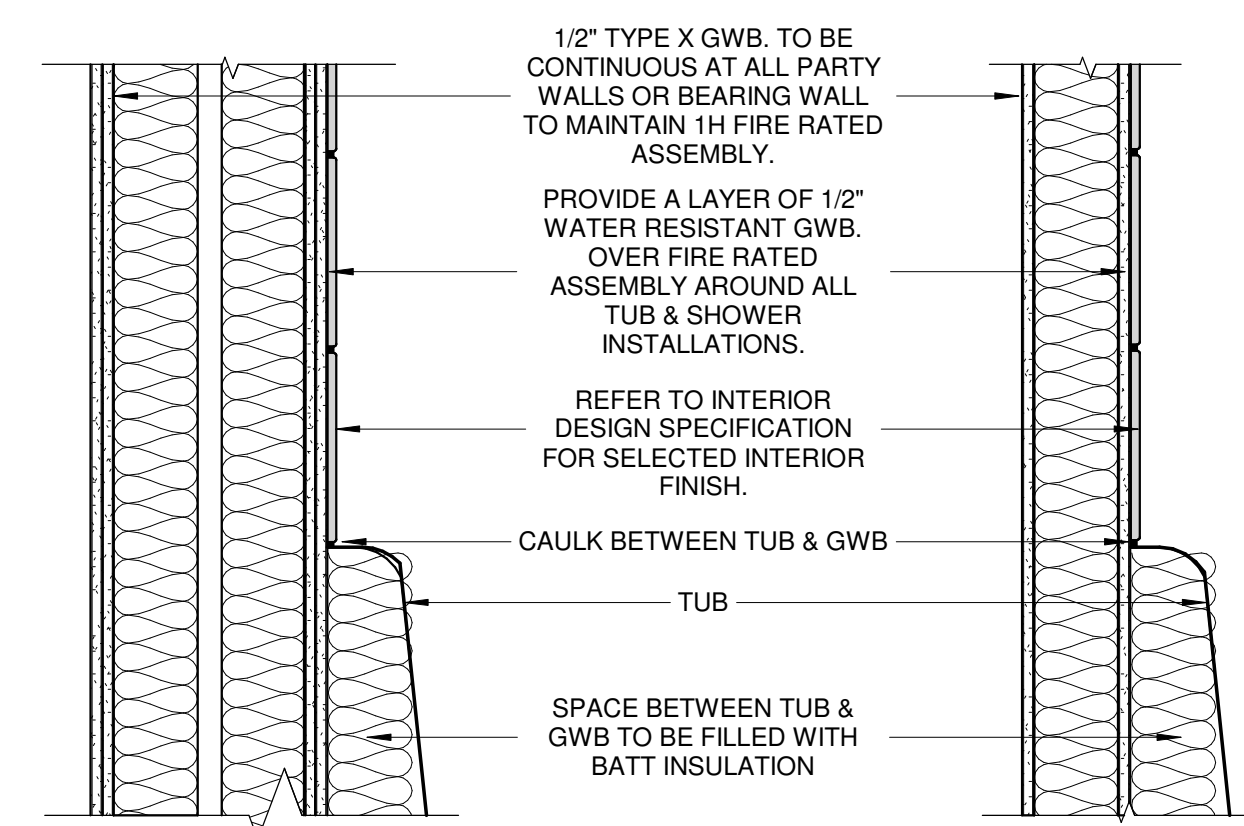 1/2" TYPE X GWB. TO BE
CONTINUOUS AT ALL PARTY
WALLS OR BEARING WALL
TO MAINTAIN 1H FIRE RATED
ASSEMBLY.
PROVIDE A LAYER OF 1/2"
WATER RESISTANT GWB.
OVER FIRE RATED
ASSEMBLY AROUND ALL
TUB & SHOWER
INSTALLATIONS.
REFER TO INTERIOR
DESIGN SPECIFICATION
FOR SELECTED INTERIOR
FINISH.
CAULK BETWEEN TUB & GWB
TUB
SPACE BETWEEN TUB &
GWB TO BE FILLED WITH
BATT INSULATION